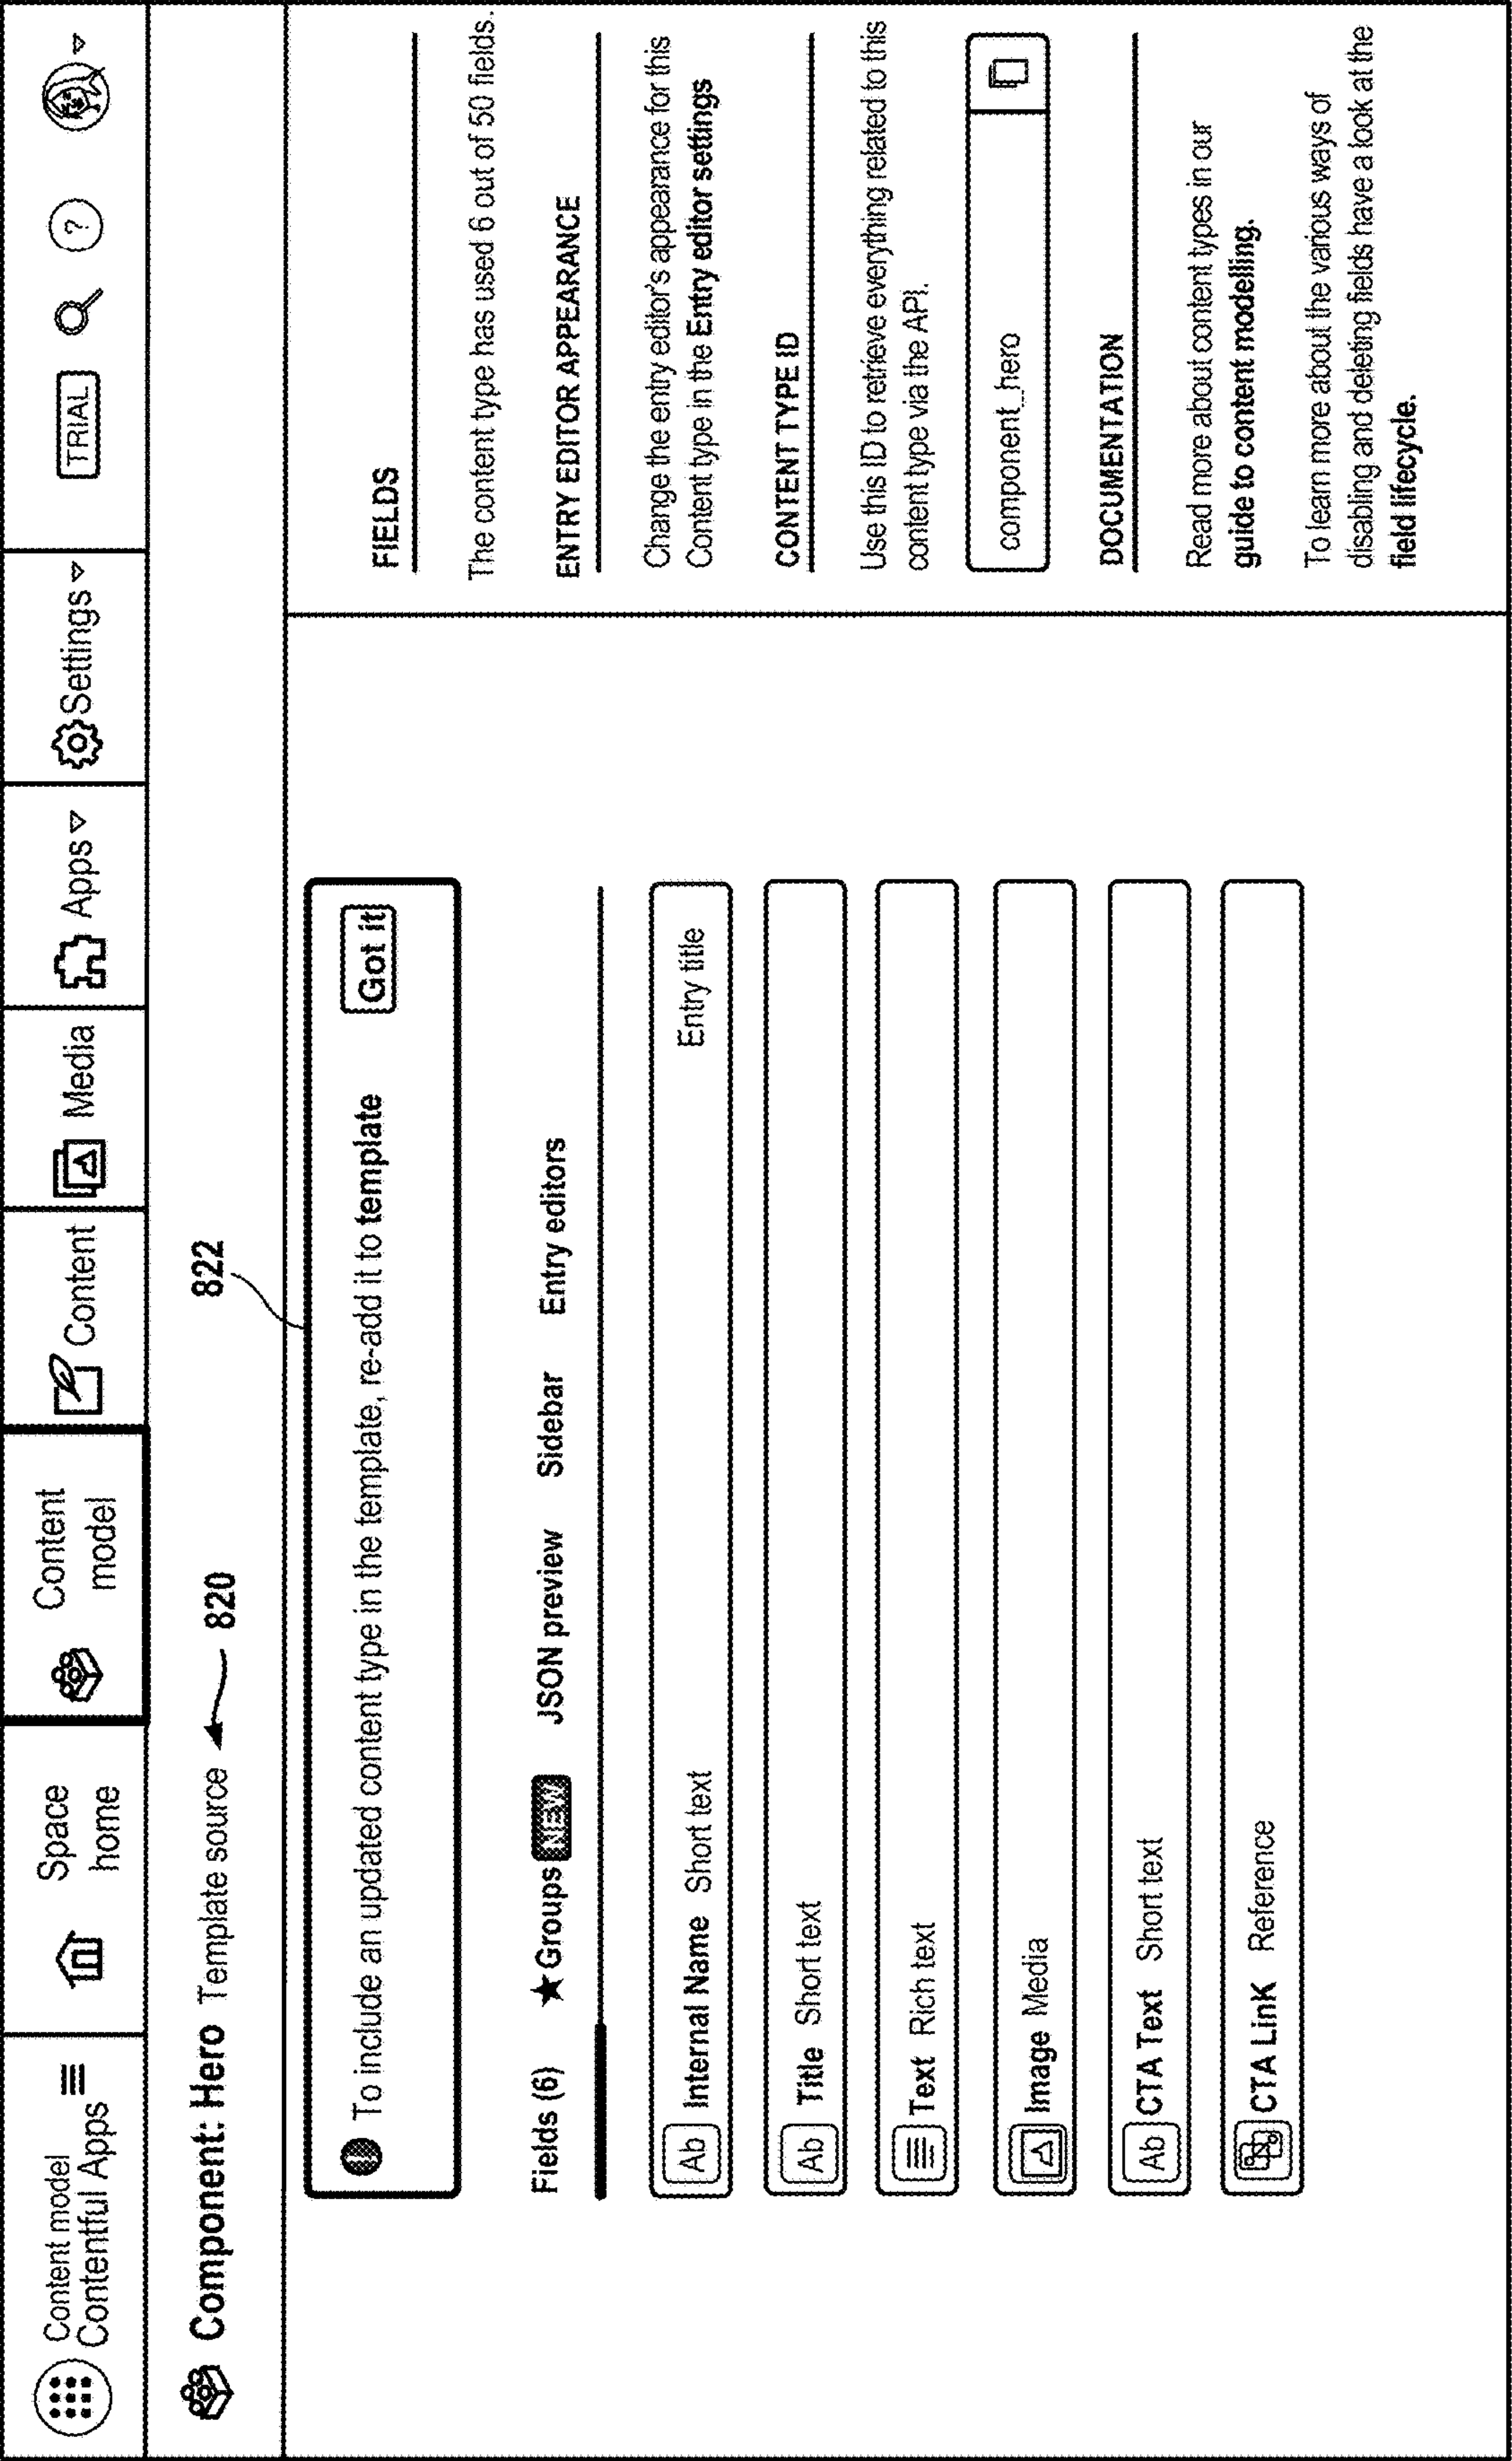 Content model
Contentful Apps
Space
home
Content
model
Content
Media
Apps
Settings
TRIAL
?
Component: Hero Template source
820
822
To include an updated content type in the template, re-add it to template
Got it
Fields (6) ★Groups NEW JSON preview Sidebar Entry editors
Ab Internal Name Short text Entry title
Ab Title Short text
Text Rich text
Image Media
Ab CTA Text Short text
CTA LinK Reference
FIELDS
The content type has used 6 out of 50 fields.
ENTRY EDITOR APPEARANCE
Change the entry editor's appearance for this
Content type in the Entry editor settings
CONTENT TYPE ID
Use this ID to retrieve everything related to this
content type via the API.
component_hero
DOCUMENTATION
Read more about content types in our
guide to content modelling.
To learn more about the various ways of
disabling and deleting fields have a look at the
field lifecycle.